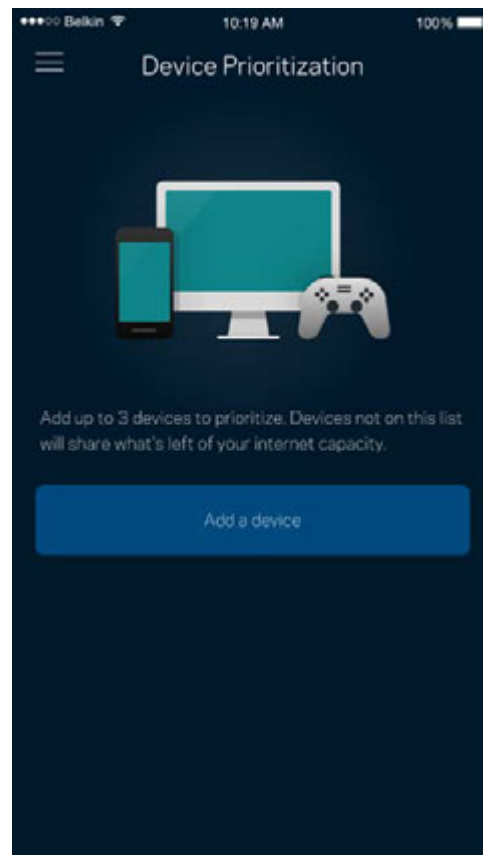 Belkin 10:19 AM 100%
Device Prioritization
Add up to 3 devices to prioritize. Devices not on this list
will share what's left of your internet capacity.
Add a device